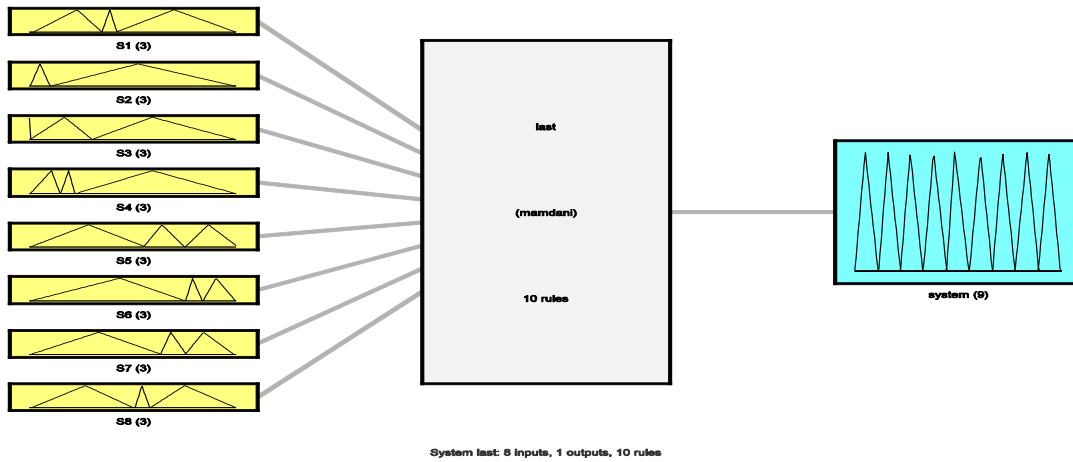 S1 (3)
S2 (3)
S3 (3)
S4 (3)
S5 (3)
S6 (3)
S7 (3)
S8 (3)
last
(mamdani)
10 rules
system (9)
System last: 8 inputs, 1 outputs, 10 rules